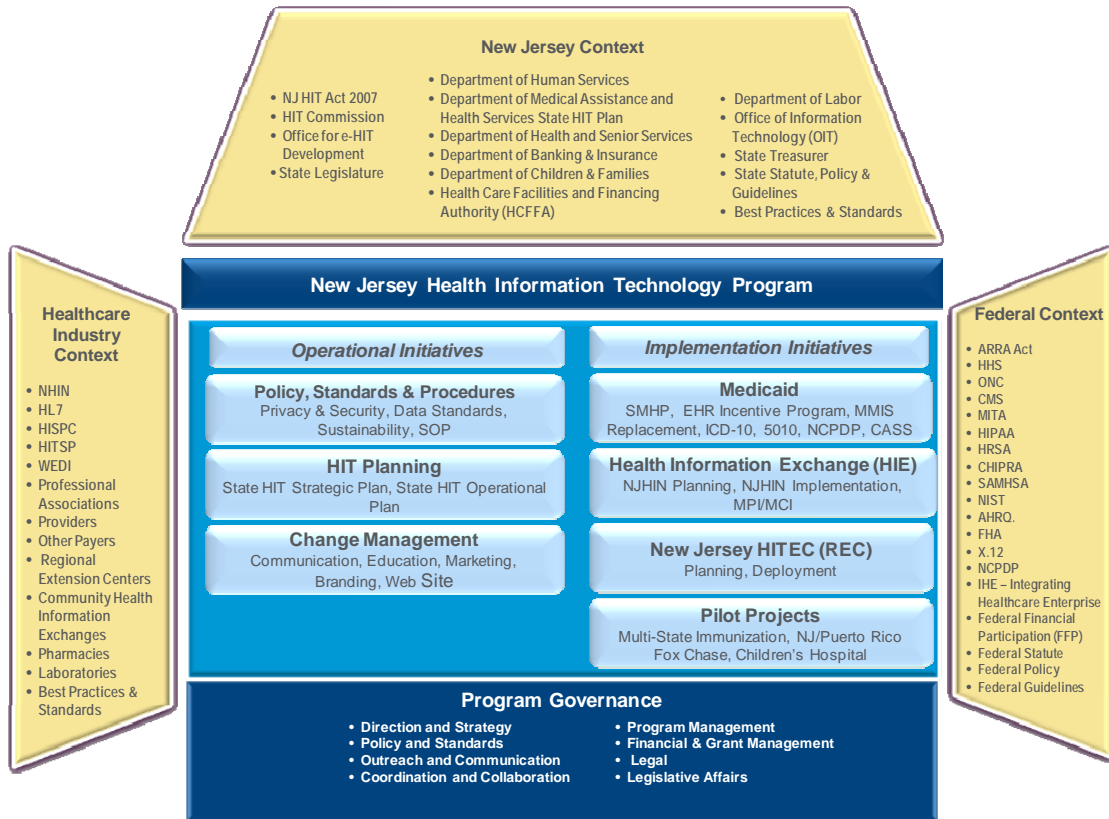 New Jersey Context
• NJ HIT Act 2007
• HIT Commission
• Office for e-HIT
Development
• State Legislature
• Department of Human Services
• Department of Medical Assistance and
Health Services State HIT Plan
• Department of Health and Senior Services
• Department of Banking & Insurance
• Department of Children & Families
• Health Care Facilities and Financing
Authority (HCFFA)
• Department of Labor
• Office of Information
Technology (OIT)
• State Treasurer
• State Statute, Policy &
Guidelines
• Best Practices & Standards
Healthcare
Industry
Context
• NHIN
• HL7
• HISPC
• HITSP
• WEDI
• Professional
Associations
• Providers
• Other Payers
• Regional
Extension Centers
• Community Health
Information
Exchanges
• Pharmacies
• Laboratories
• Best Practices &
Standards
New Jersey Health Information Technology Program
Operational Initiatives
Policy, Standards & Procedures
Privacy & Security, Data Standards,
Sustainability, SOP
HIT Planning
State HIT Strategic Plan, State HIT Operational
Plan
Change Management
Communication, Education, Marketing,
Branding, Web Site
Implementation Initiatives
Medicaid
SMHP, EHR Incentive Program, MMIS
Replacement, ICD-10, 5010, NCPDP, CASS
Health Information Exchange (HIE)
NJHIN Planning, NJHIN Implementation,
MPI/MCI
New Jersey HITEC (REC)
Planning, Deployment
Pilot Projects
Multi-State Immunization, NJ/Puerto Rico
Fox Chase, Children's Hospital
Federal Context
• ARRA Act
• HHS
• ONC
• CMS
• MITA
• HIPAA
• HRSA
• CHIPRA
• SAMHSA
• NIST
• AHRQ.
• FHA
• X.12
• NCPDP
• IHE – Integrating
Healthcare Enterprise
• Federal Financial
Participation (FFP)
• Federal Statute
• Federal Policy
• Federal Guidelines
Program Governance
• Direction and Strategy
• Policy and Standards
• Outreach and Communication
• Coordination and Collaboration
• Program Management
• Financial & Grant Management
• Legal
• Legislative Affairs